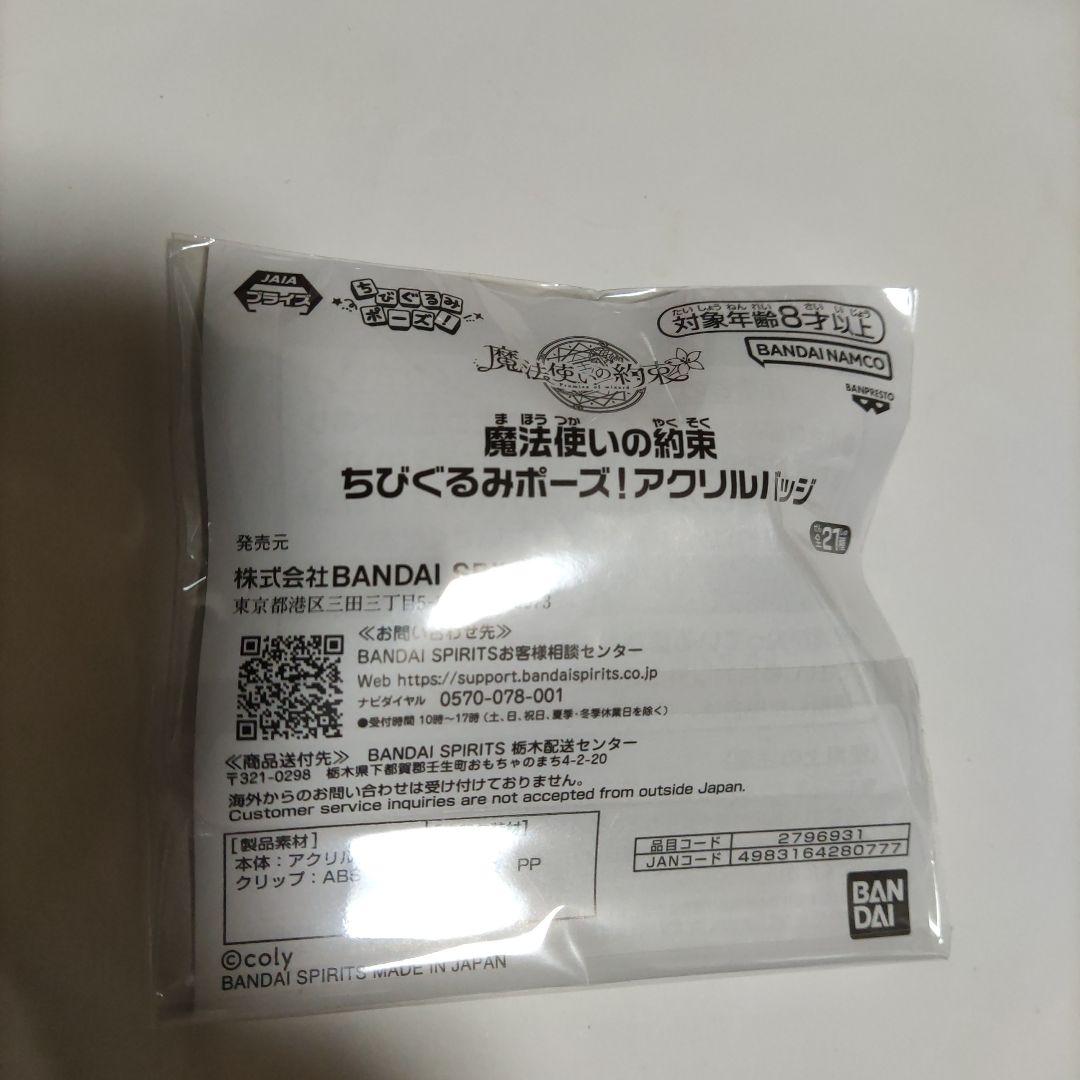 JAIA
プライズ
ちびぐるみ
ポーズ!
たいしょうねんれい さい いじょう
対象年齢8才以上
BANDAI NAMCO
BANPRESTO
魔法使いの約束
Promise of wizard
ま ほう つか やく そく
魔法使いの約束
ちびぐるみポーズ!アクリルバッジ
全21種
発売元
株式会社BANDAI
東京都港区三田三丁目5-
≪お問い合わせ先≫
BANDAI SPIRITSお客様相談センター
Web https://support.bandaispirits.co.jp
ナビダイヤル 0570-078-001
●受付時間 10時~17時(土、日、祝日、夏季・冬季休業日を除く)
≪商品送付先≫ BANDAI SPIRITS 栃木配送センター
〒321-0298 栃木県下都賀郡壬生町おもちゃのまち4-2-20
海外からのお問い合わせは受け付けておりません。
Customer service inquiries are not accepted from outside Japan.
[製品素材]
本体:アクリル PP
クリップ:ABS
品目コード 2796931
JANコード 4983164280777
BAN
DAI
©coly
BANDAI SPIRITS MADE IN JAPAN